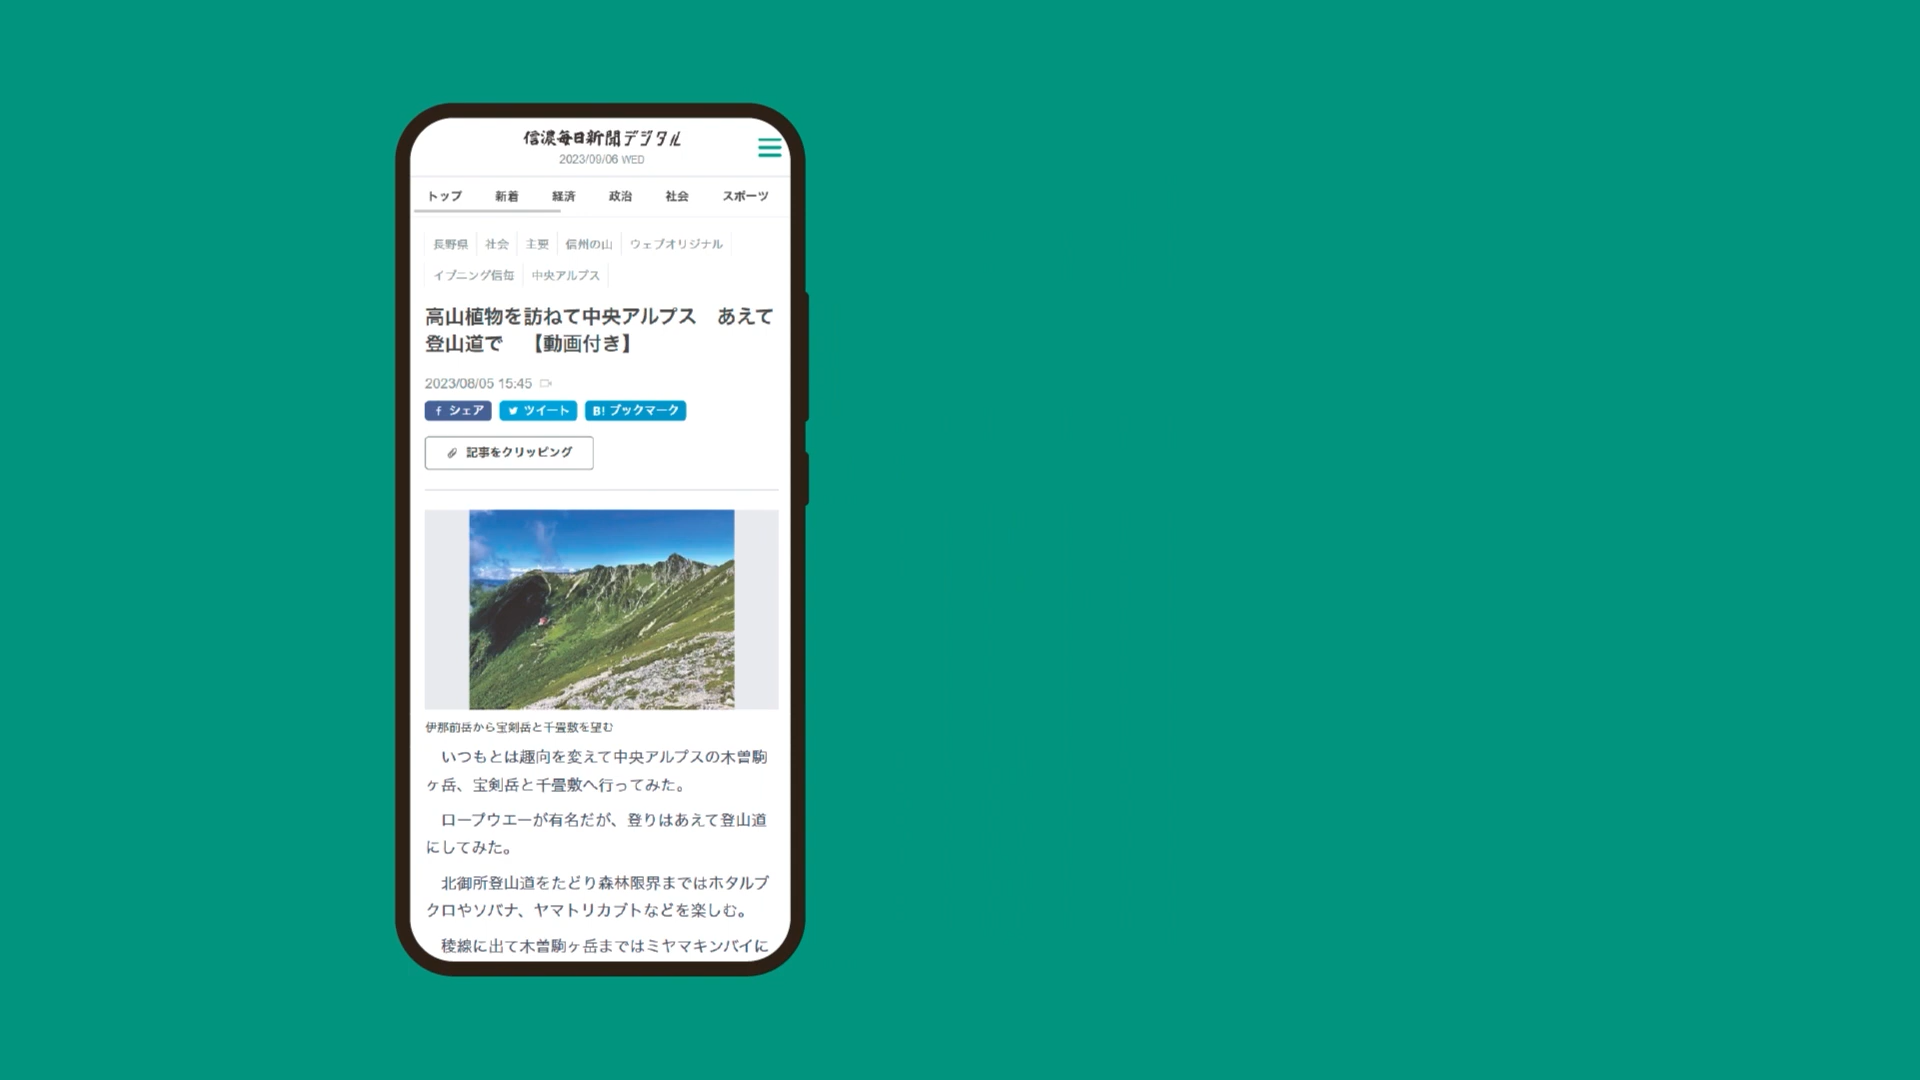 信濃毎日新聞デジタル
2023/09/06 WED
トップ 新着 経済 政治 社会 スポーツ
長野県 社会 主要 信州の山 ウェブオリジナル
イブニング信毎 中央アルプス
高山植物を訪ねて中央アルプス　あえて
登山道で　【動画付き】
2023/08/05 15:45
シェア ツイート B! ブックマーク
記事をクリッピング
伊那前岳から宝剣岳と千畳敷を望む
いつもとは趣向を変えて中央アルプスの木曽駒
ヶ岳、宝剣岳と千畳敷へ行ってみた。
ロープウエーが有名だが、登りはあえて登山道
にしてみた。
北御所登山道をたどり森林限界まではホタルブ
クロやソバナ、ヤマトリカブトなどを楽しむ。
稜線に出て木曽駒ヶ岳まではミヤマキンバイに